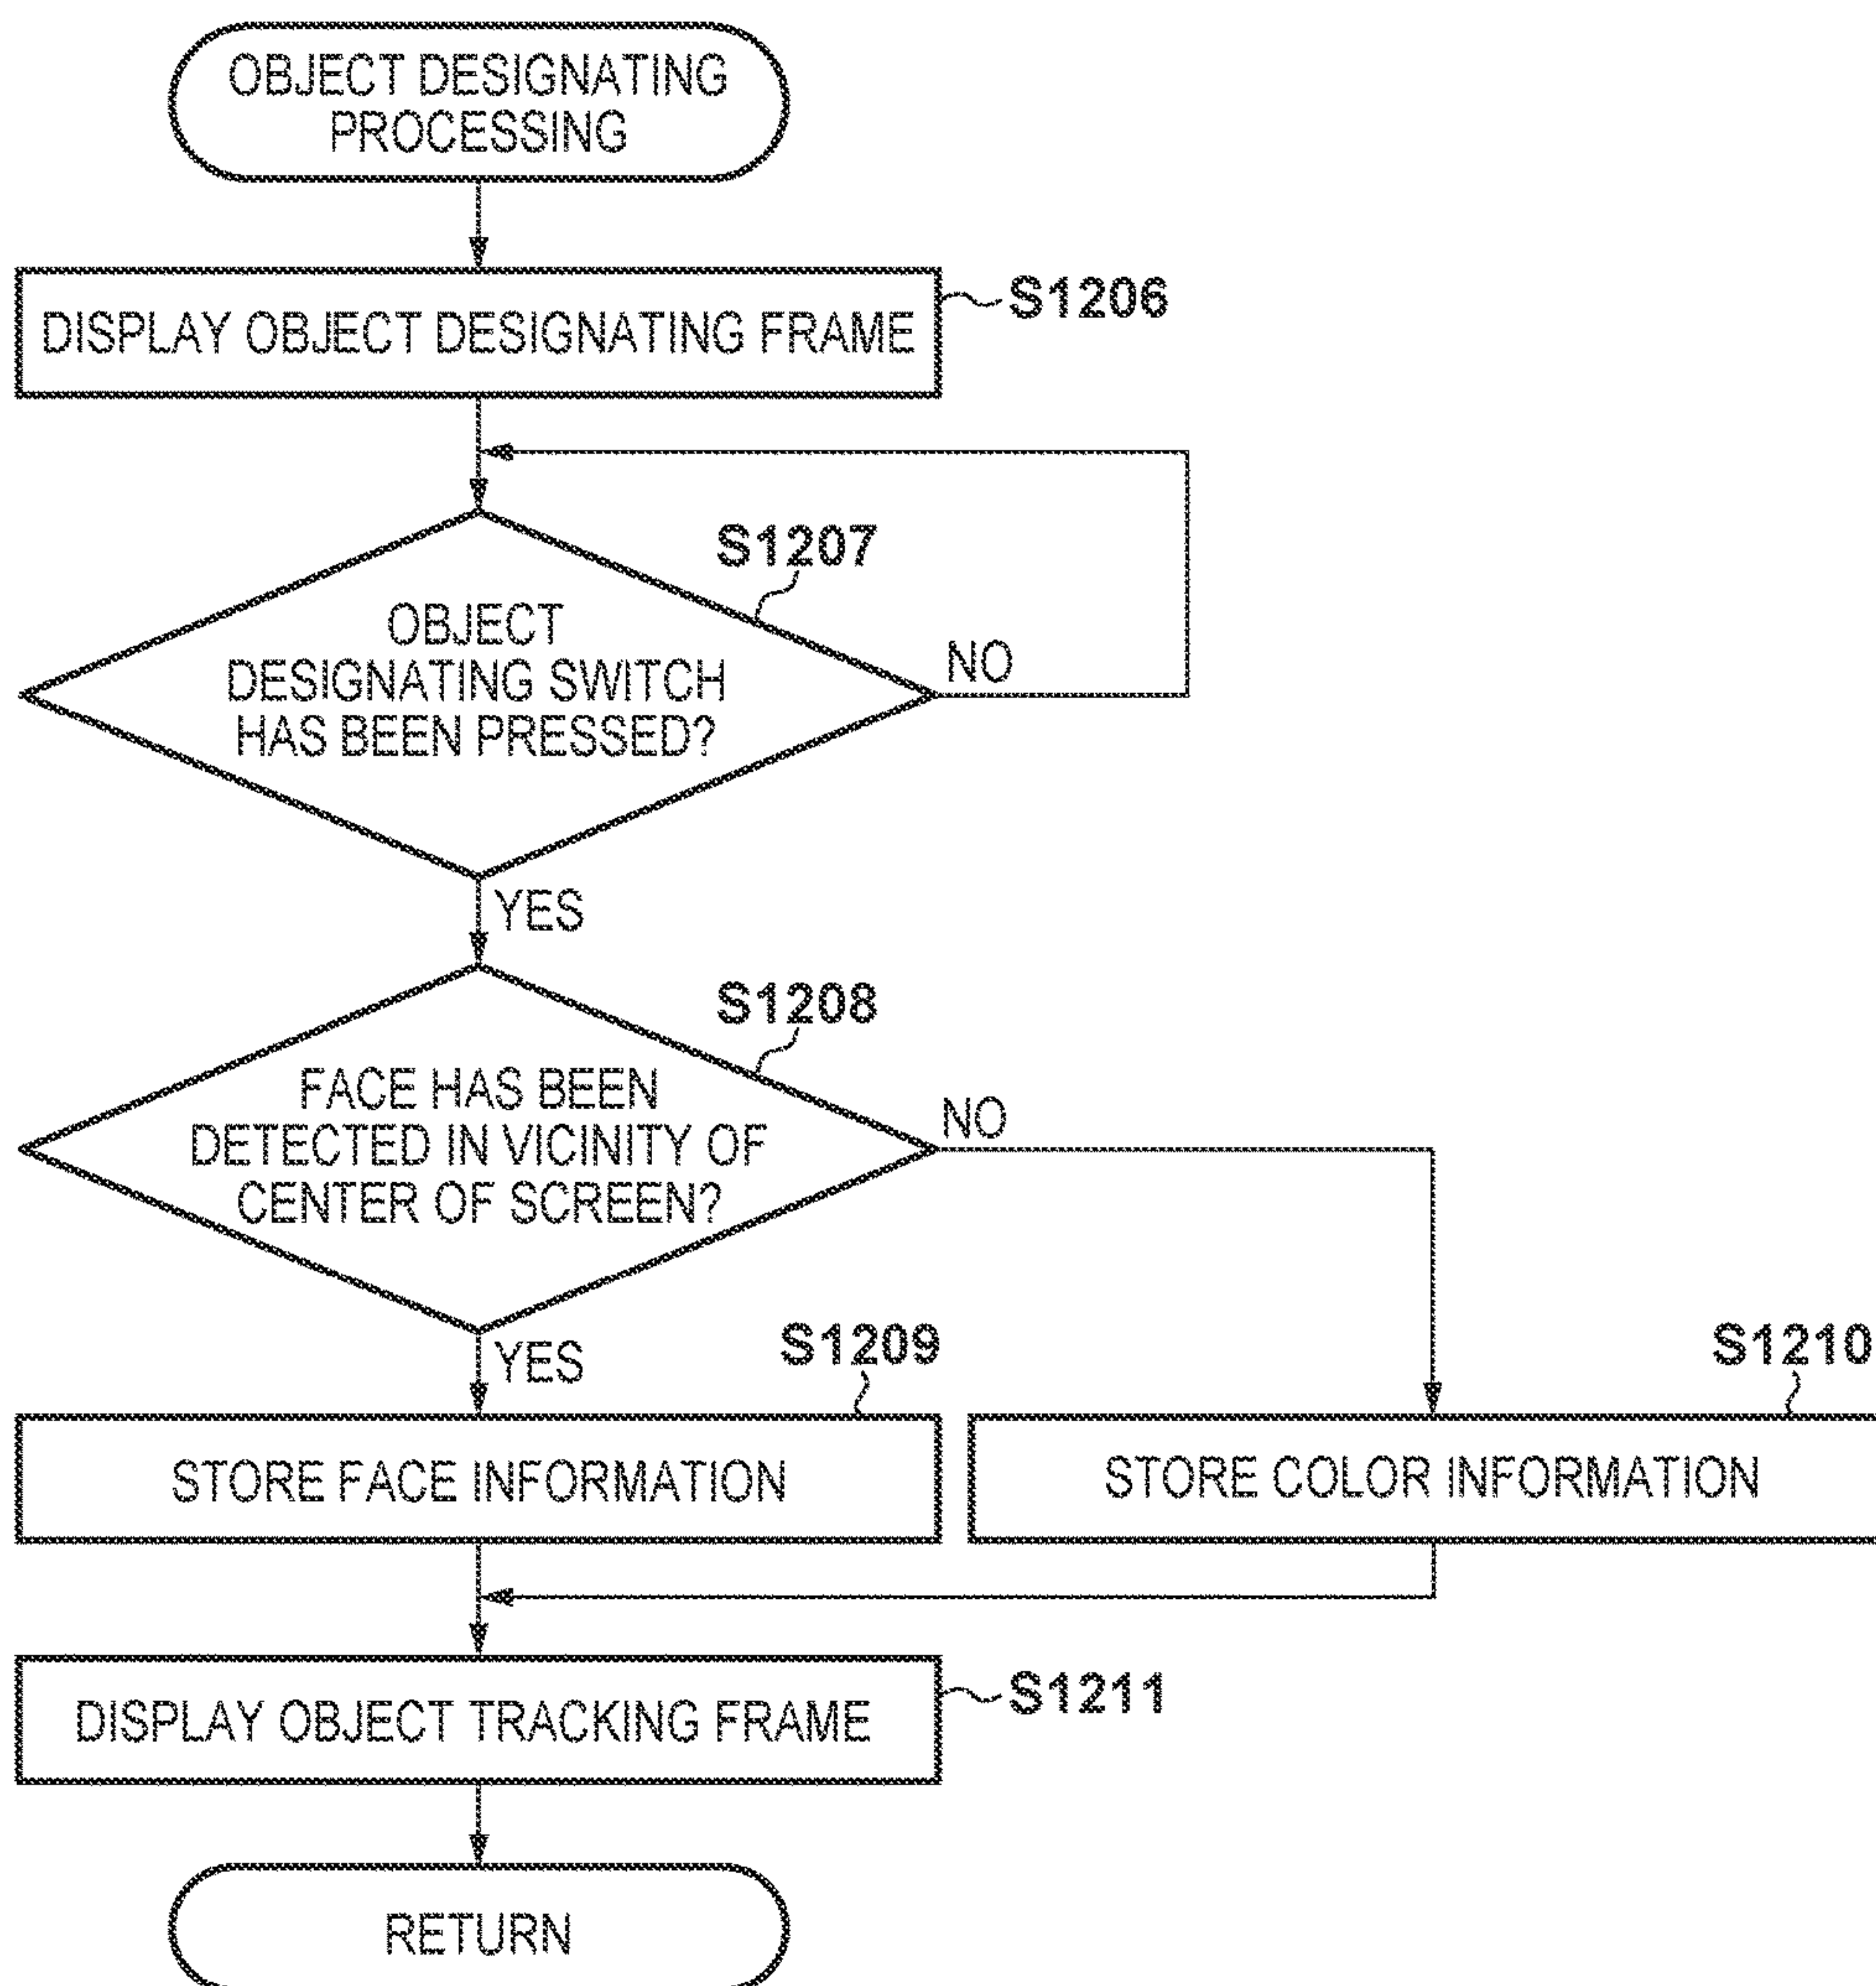 OBJECT DESIGNATING
PROCESSING
DISPLAY OBJECT DESIGNATING FRAME
S1206
S1207
OBJECT
DESIGNATING SWITCH
HAS BEEN PRESSED?
NO
YES
S1208
FACE HAS BEEN
DETECTED IN VICINITY OF
CENTER OF SCREEN?
NO
YES
S1209
S1210
STORE FACE INFORMATION
STORE COLOR INFORMATION
DISPLAY OBJECT TRACKING FRAME
S1211
RETURN